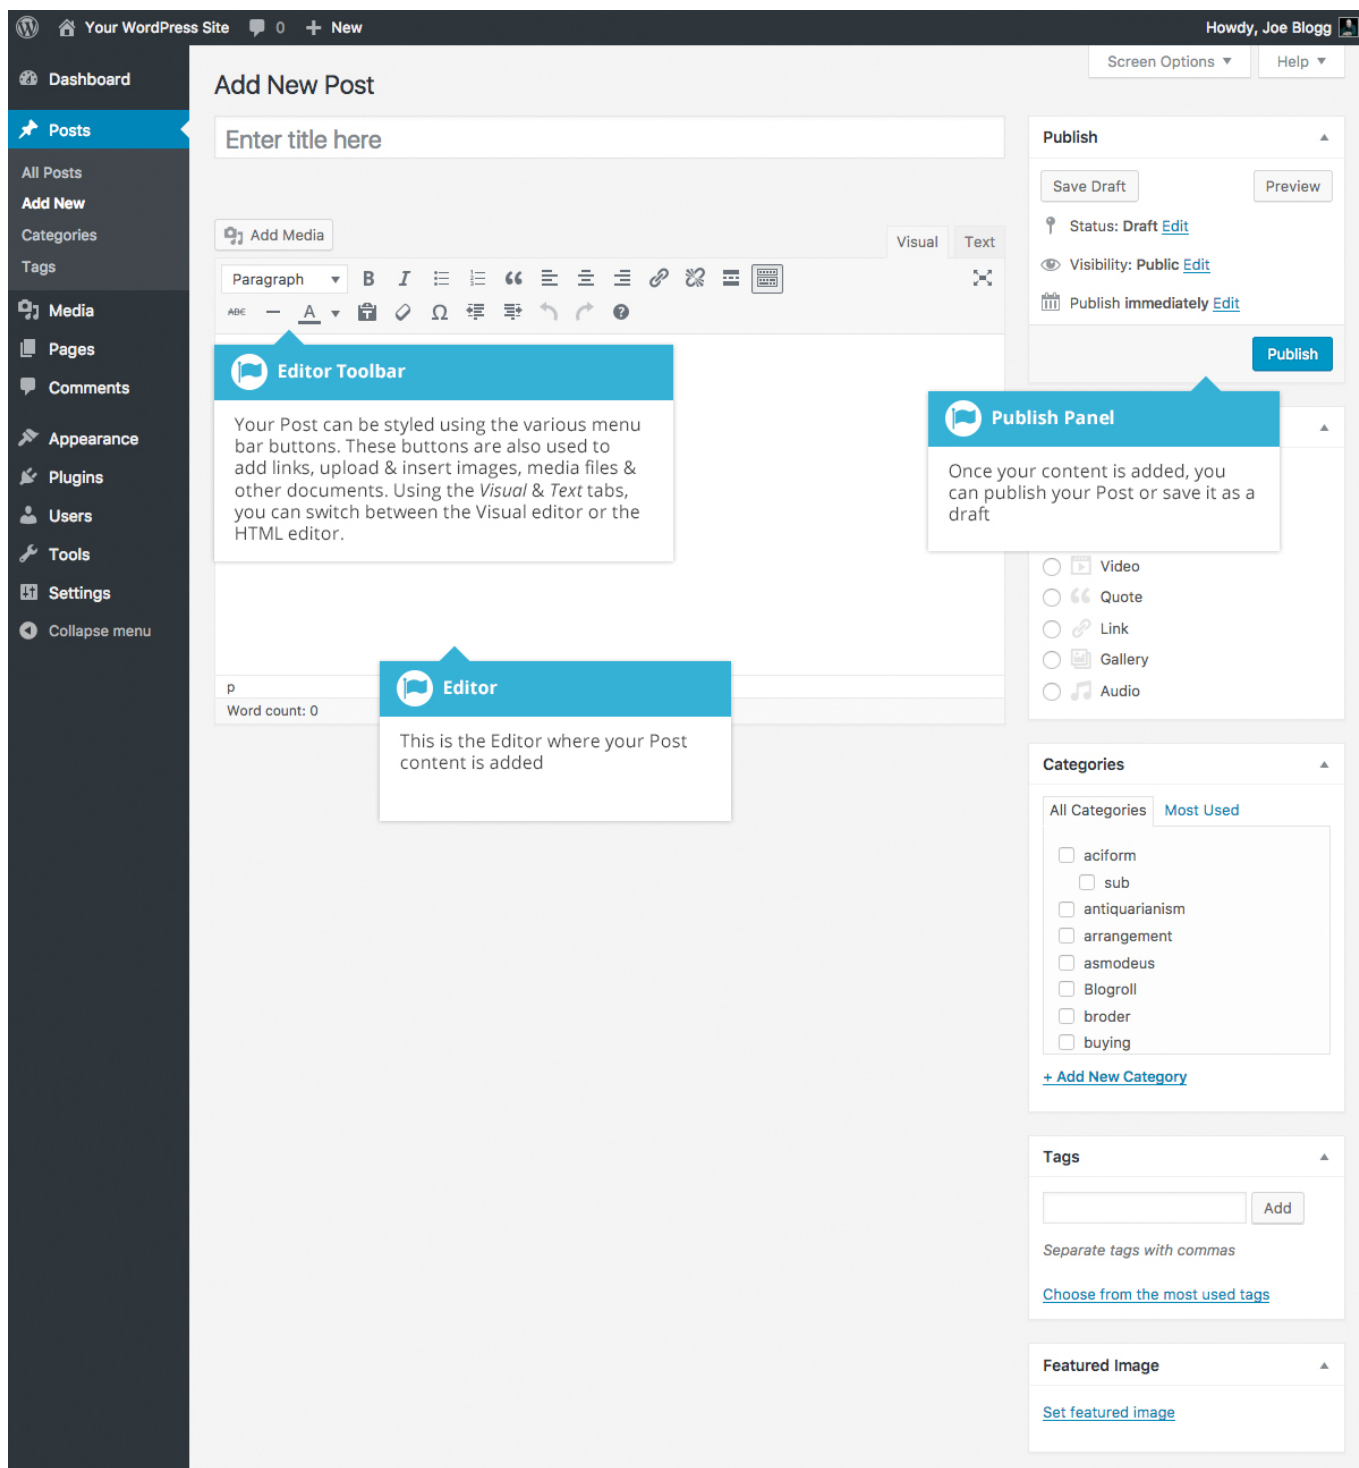 Your WordPress Site 0 + New Howdy, Joe Blogg
Screen Options Help
Dashboard
Posts
All Posts
Add New
Categories
Tags
Media
Pages
Comments
Appearance
Plugins
Users
Tools
Settings
Collapse menu
Add New Post
Enter title here
Add Media
Visual Text
Paragraph B I
ABE A Ω
Editor Toolbar
Your Post can be styled using the various menu
bar buttons. These buttons are also used to
add links, upload & insert images, media files &
other documents. Using the Visual & Text tabs,
you can switch between the Visual editor or the
HTML editor.
p
Word count: 0
Editor
This is the Editor where your Post
content is added
Publish
Save Draft Preview
Status: Draft Edit
Visibility: Public Edit
Publish immediately Edit
Publish
Publish Panel
Once your content is added, you
can publish your Post or save it as a
draft
Video
Quote
Link
Gallery
Audio
Categories
All Categories Most Used
aciform
sub
antiquarianism
arrangement
asmodeus
Blogroll
broder
buying
+ Add New Category
Tags
Add
Separate tags with commas
Choose from the most used tags
Featured Image
Set featured image